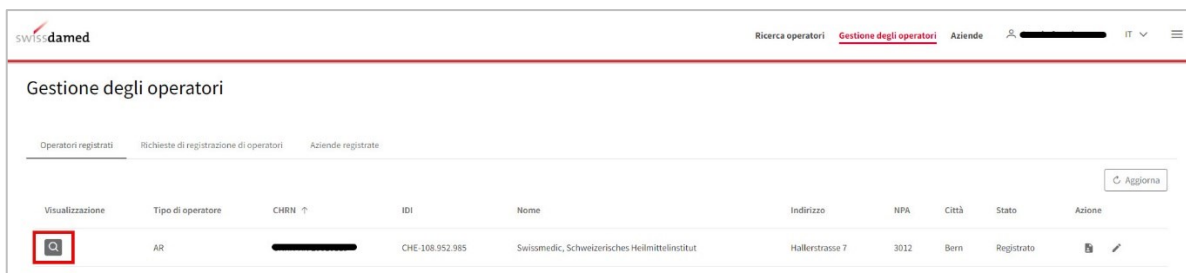 swissdamed
Ricerca operatori Gestione degli operatori Aziende IT
Gestione degli operatori
Operatori registrati Richieste di registrazione di operatori Aziende registrate
Aggiorna
Visualizzazione Tipo di operatore CHRN ↑ IDI Nome Indirizzo NPA Città Stato Azione
AR CHE-108.952.985 Swissmedic, Schweizerisches Heilmittelinstitut Hallerstrasse 7 3012 Bern Registrato